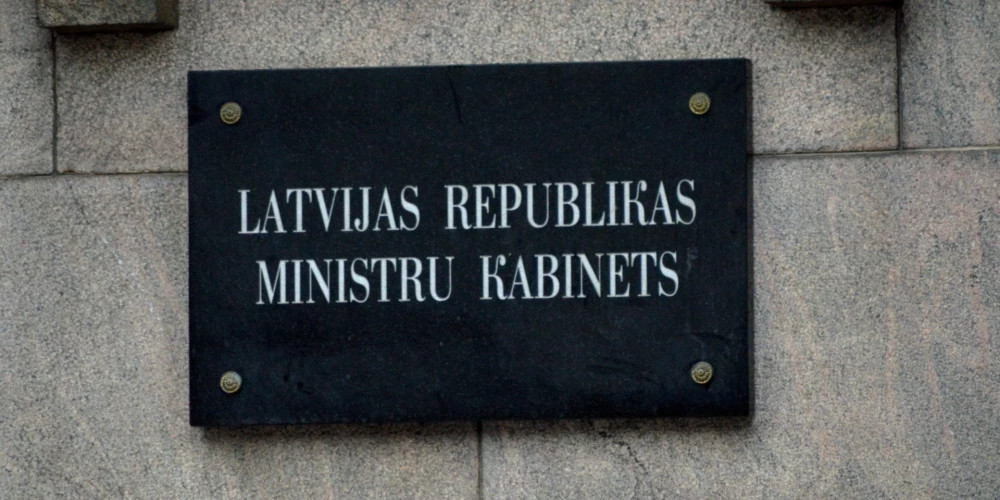 LATVIJAS REPUBLIKAS
MINISTRU KABINETS